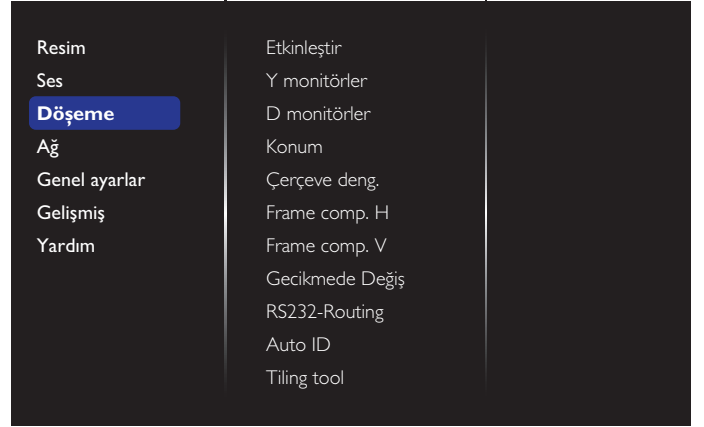 Resim
Ses
Döşeme
Ağ
Genel ayarlar
Gelişmiş
Yardım
Etkinleştir
Y monitörler
D monitörler
Konum
Çerçeve deng.
Frame comp. H
Frame comp. V
Gecikmede Değiş
RS232-Routing
Auto ID
Tiling tool